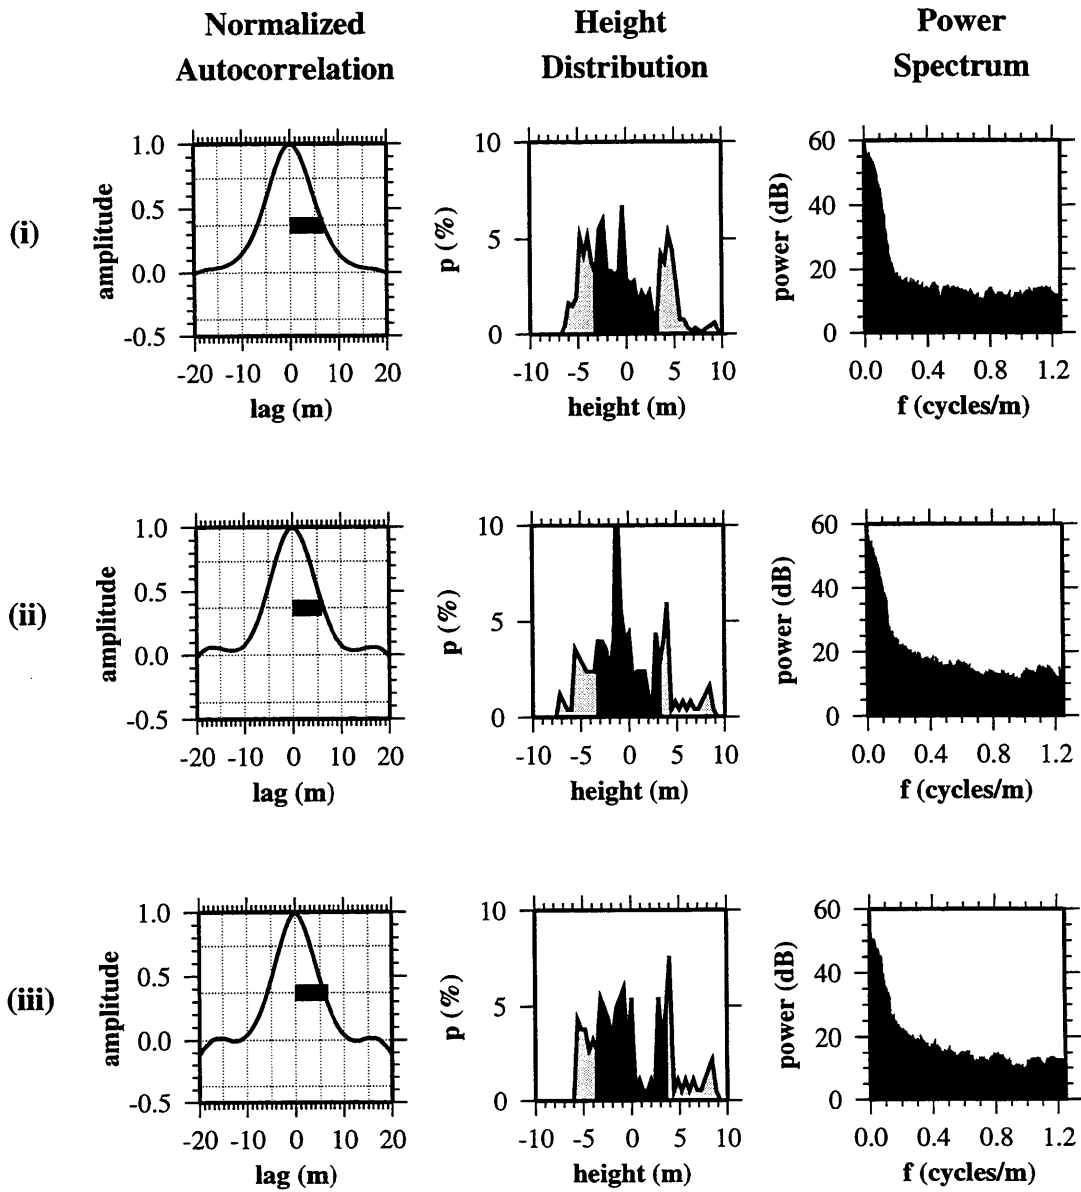 Normalized Autocorrelation
Height Distribution
Power Spectrum
(i)
amplitude
1.0
0.5
0.0
-0.5
-20 -10 0 10 20
lag (m)
p (%)
10
5
0
-10 -5 0 5 10
height (m)
power (dB)
60
40
20
0
0.0 0.4 0.8 1.2
f (cycles/m)
(ii)
amplitude
1.0
0.5
0.0
-0.5
-20 -10 0 10 20
lag (m)
p (%)
10
5
0
-10 -5 0 5 10
height (m)
power (dB)
60
40
20
0
0.0 0.4 0.8 1.2
f (cycles/m)
(iii)
amplitude
1.0
0.5
0.0
-0.5
-20 -10 0 10 20
lag (m)
p (%)
10
5
0
-10 -5 0 5 10
height (m)
power (dB)
60
40
20
0
0.0 0.4 0.8 1.2
f (cycles/m)